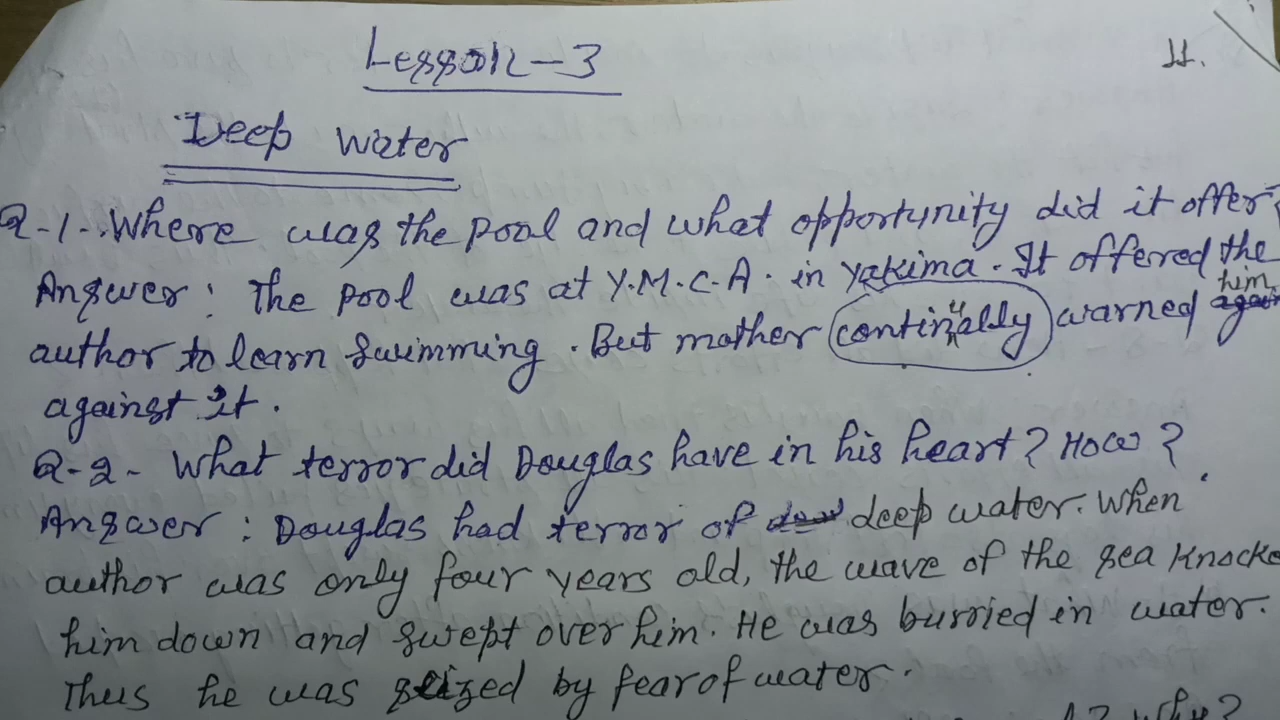 Lesson-3
11.
Deep water
Q-1-. Where was the pool and what opportunity did it offer?
Answer: The pool was at Y.M.C.A. in Yakima. It offered the
author to learn swimming. But mother continually warned him
against it.
Q-2- What terror did Douglas have in his heart? How?
Answer: Douglas had terror of deep water. When
author was only four years old, the wave of the sea knocke
him down and swept over him. He was burried in water.
Thus he was seized by fear of water.
Why?